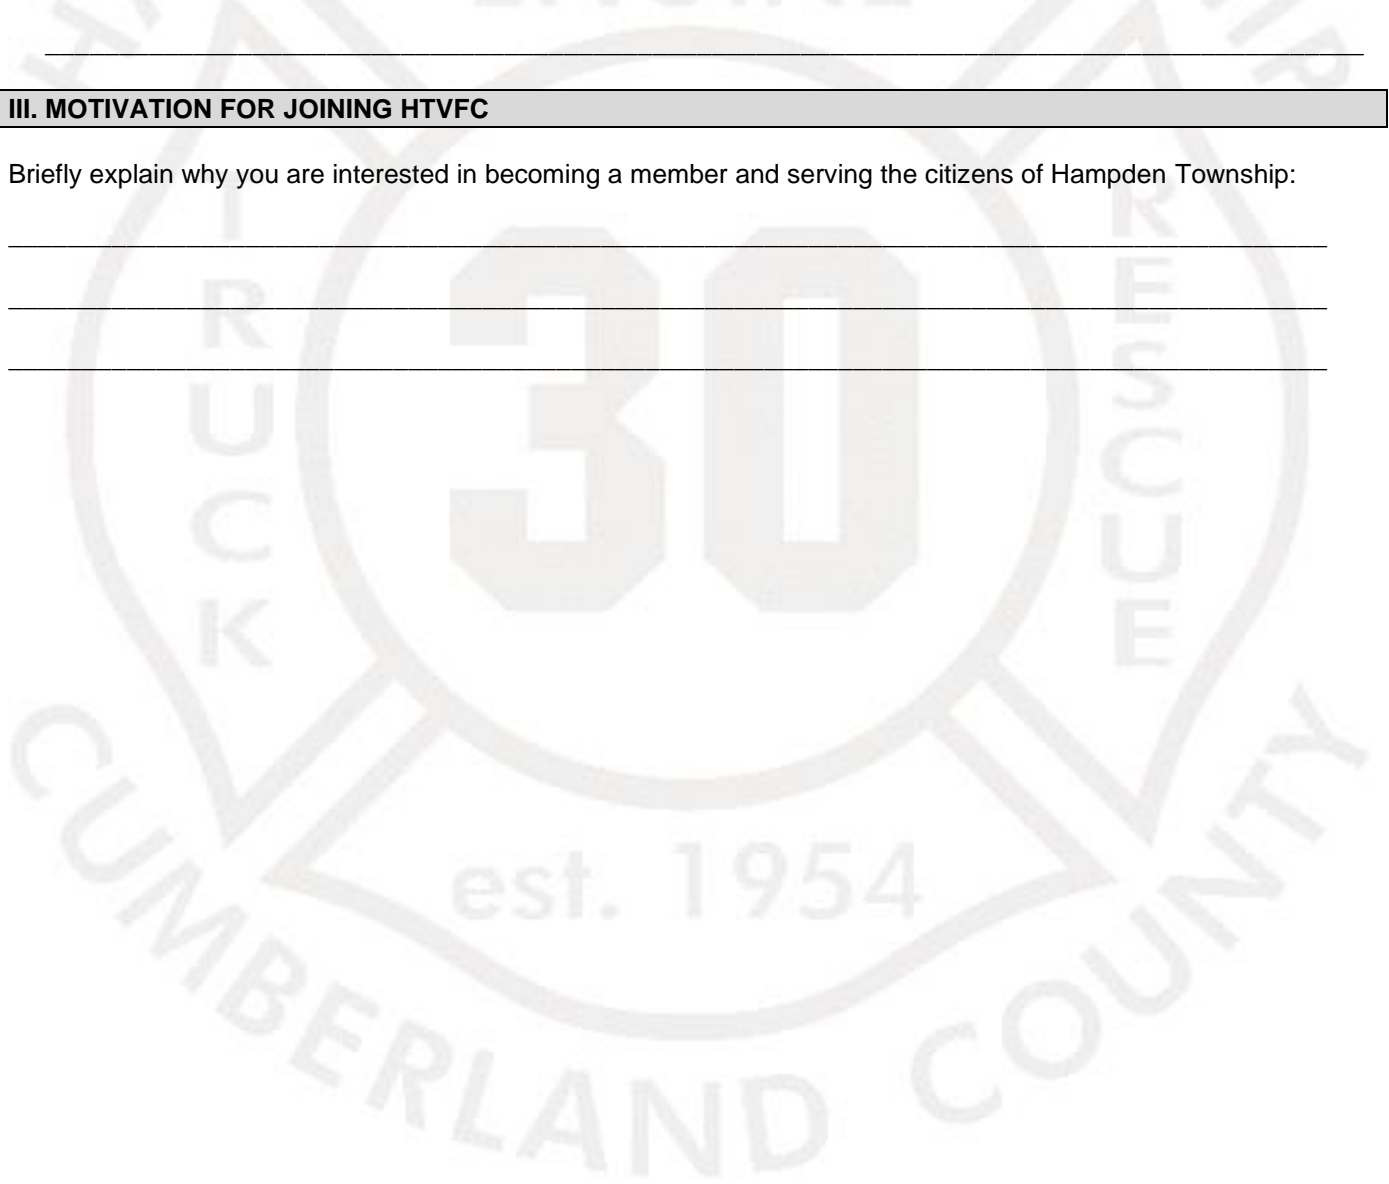 ENGINE
III. MOTIVATION FOR JOINING HTVFC
Briefly explain why you are interested in becoming a member and serving the citizens of Hampden Township:
TRUCK
30
RESCUE
est. 1954
CUMBERLAND COUNTY